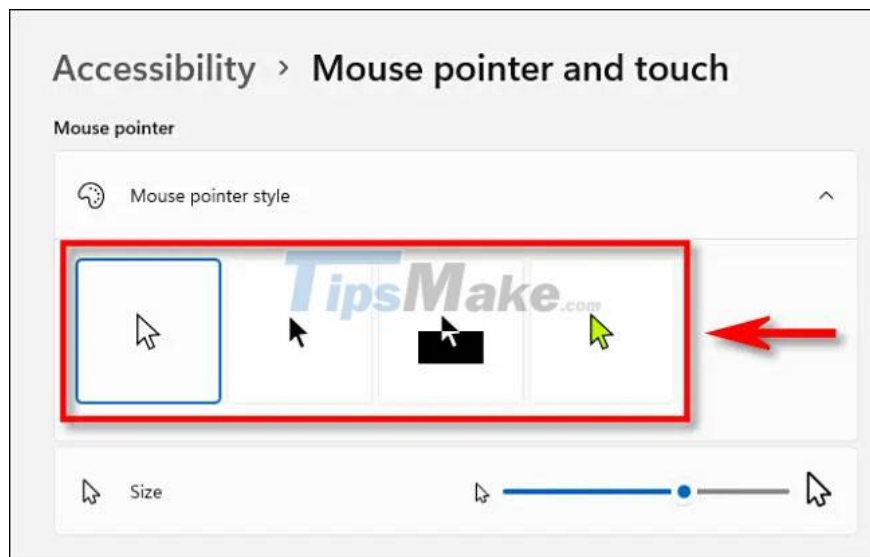 Accessibility > Mouse pointer and touch
Mouse pointer
Mouse pointer style
TipsMake.com
Size